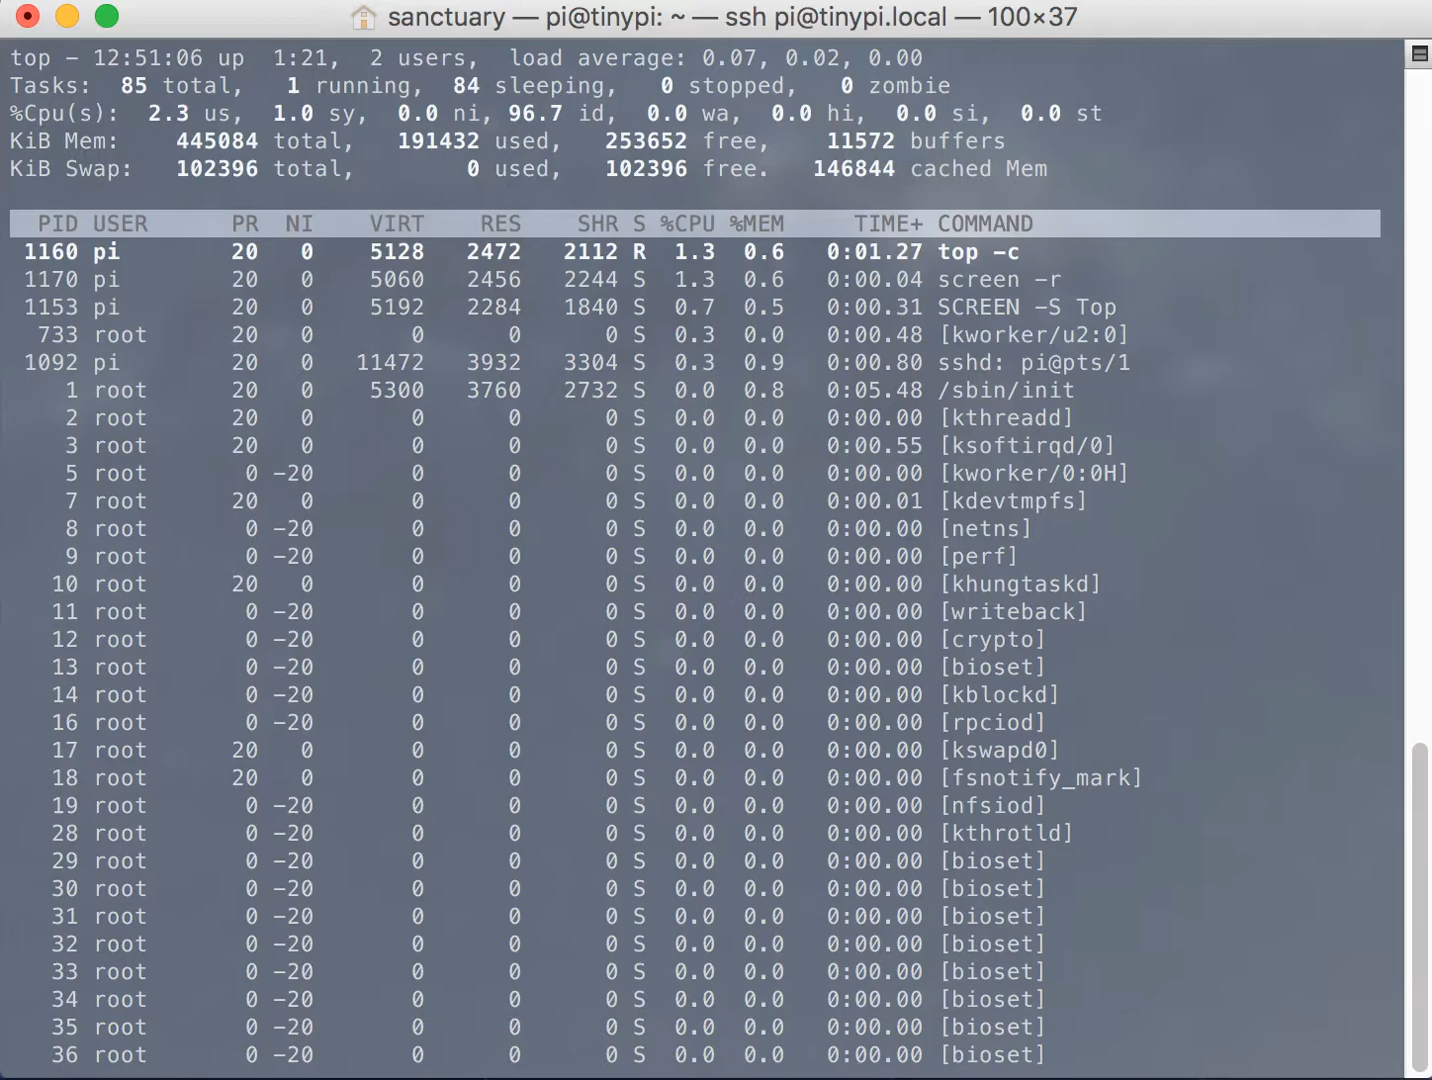 sanctuary — pi@tinypi: ~ — ssh pi@tinypi.local — 100×37
top - 12:51:06 up  1:21,  2 users,  load average: 0.07, 0.02, 0.00
Tasks:  85 total,   1 running,  84 sleeping,   0 stopped,   0 zombie
%Cpu(s):  2.3 us,  1.0 sy,  0.0 ni, 96.7 id,  0.0 wa,  0.0 hi,  0.0 si,  0.0 st
KiB Mem:    445084 total,   191432 used,   253652 free,    11572 buffers
KiB Swap:   102396 total,        0 used,   102396 free.   146844 cached Mem
PID USER      PR  NI    VIRT    RES    SHR S %CPU %MEM     TIME+ COMMAND
1160 pi        20   0    5128   2472   2112 R  1.3  0.6   0:01.27 top -c
1170 pi        20   0    5060   2456   2244 S  1.3  0.6   0:00.04 screen -r
1153 pi        20   0    5192   2284   1840 S  0.7  0.5   0:00.31 SCREEN -S Top
733 root      20   0       0      0      0 S  0.3  0.0   0:00.48 [kworker/u2:0]
1092 pi        20   0   11472   3932   3304 S  0.3  0.9   0:00.80 sshd: pi@pts/1
1 root      20   0    5300   3760   2732 S  0.0  0.8   0:05.48 /sbin/init
2 root      20   0       0      0      0 S  0.0  0.0   0:00.00 [kthreadd]
3 root      20   0       0      0      0 S  0.0  0.0   0:00.55 [ksoftirqd/0]
5 root       0 -20       0      0      0 S  0.0  0.0   0:00.00 [kworker/0:0H]
7 root      20   0       0      0      0 S  0.0  0.0   0:00.01 [kdevtmpfs]
8 root       0 -20       0      0      0 S  0.0  0.0   0:00.00 [netns]
9 root       0 -20       0      0      0 S  0.0  0.0   0:00.00 [perf]
10 root      20   0       0      0      0 S  0.0  0.0   0:00.00 [khungtaskd]
11 root       0 -20       0      0      0 S  0.0  0.0   0:00.00 [writeback]
12 root       0 -20       0      0      0 S  0.0  0.0   0:00.00 [crypto]
13 root       0 -20       0      0      0 S  0.0  0.0   0:00.00 [bioset]
14 root       0 -20       0      0      0 S  0.0  0.0   0:00.00 [kblockd]
16 root       0 -20       0      0      0 S  0.0  0.0   0:00.00 [rpciod]
17 root      20   0       0      0      0 S  0.0  0.0   0:00.00 [kswapd0]
18 root      20   0       0      0      0 S  0.0  0.0   0:00.00 [fsnotify_mark]
19 root       0 -20       0      0      0 S  0.0  0.0   0:00.00 [nfsiod]
28 root       0 -20       0      0      0 S  0.0  0.0   0:00.00 [kthrotld]
29 root       0 -20       0      0      0 S  0.0  0.0   0:00.00 [bioset]
30 root       0 -20       0      0      0 S  0.0  0.0   0:00.00 [bioset]
31 root       0 -20       0      0      0 S  0.0  0.0   0:00.00 [bioset]
32 root       0 -20       0      0      0 S  0.0  0.0   0:00.00 [bioset]
33 root       0 -20       0      0      0 S  0.0  0.0   0:00.00 [bioset]
34 root       0 -20       0      0      0 S  0.0  0.0   0:00.00 [bioset]
35 root       0 -20       0      0      0 S  0.0  0.0   0:00.00 [bioset]
36 root       0 -20       0      0      0 S  0.0  0.0   0:00.00 [bioset]